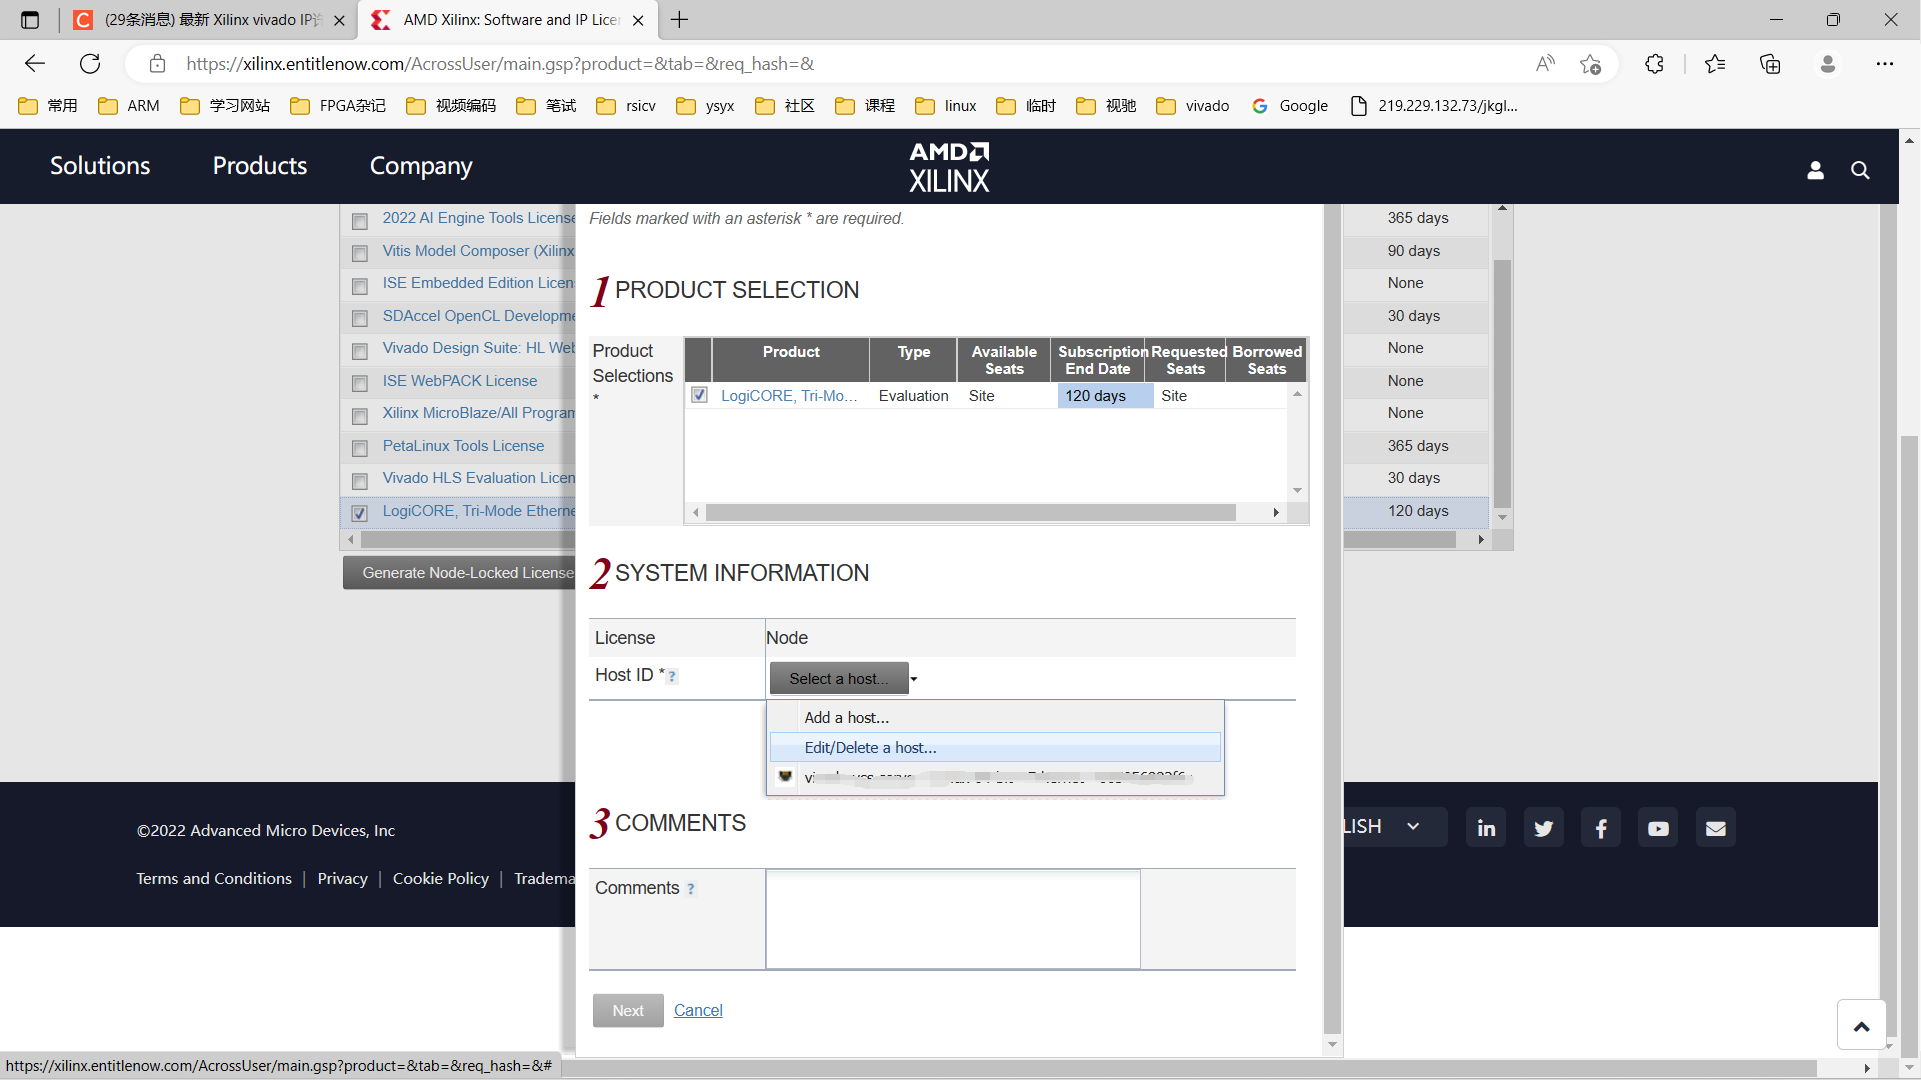 (29条消息) 最新 Xilinx vivado IP许
AMD Xilinx: Software and IP Lice
https://xilinx.entitlenow.com/AcrossUser/main.gsp?product=&tab=&req_hash=&
常用
ARM
学习网站
FPGA杂记
视频编码
笔试
rsicv
ysyx
社区
课程
linux
临时
视驰
vivado
Google
219.229.132.73/jkgl...
Solutions
Products
Company
AMD
XILINX
2022 AI Engine Tools License
365 days
Vitis Model Composer (Xilinx
90 days
ISE Embedded Edition Licen
None
SDAccel OpenCL Developme
30 days
Vivado Design Suite: HL Web
None
ISE WebPACK License
None
Xilinx MicroBlaze/All Program
None
PetaLinux Tools License
365 days
Vivado HLS Evaluation Licen
30 days
LogiCORE, Tri-Mode Etherne
120 days
Generate Node-Locked License
Fields marked with an asterisk * are required.
1 PRODUCT SELECTION
Product Selections *
Product
Type
Available Seats
Subscription End Date
Requested Seats
Borrowed Seats
LogiCORE, Tri-Mo...
Evaluation
Site
120 days
Site
2 SYSTEM INFORMATION
License
Node
Host ID * ?
Select a host...
Add a host...
Edit/Delete a host...
3 COMMENTS
Comments ?
Next
Cancel
©2022 Advanced Micro Devices, Inc
LISH
Terms and Conditions | Privacy | Cookie Policy | Tradema
https://xilinx.entitlenow.com/AcrossUser/main.gsp?product=&tab=&req_hash=&#